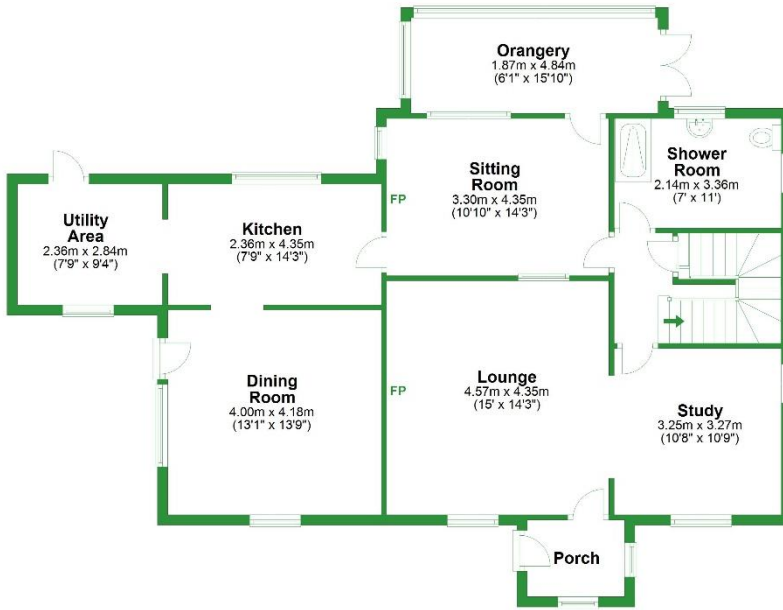 Orangery
1.87m x 4.84m
(6'1" x 15'10")
Shower
Room
2.14m x 3.36m
(7' x 11')
Sitting
Room
3.30m x 4.35m
(10'10" x 14'3")
FP
Utility
Area
2.36m x 2.84m
(7'9" x 9'4")
Kitchen
2.36m x 4.35m
(7'9" x 14'3")
Dining
Room
4.00m x 4.18m
(13'1" x 13'9")
FP
Lounge
4.57m x 4.35m
(15' x 14'3")
Study
3.25m x 3.27m
(10'8" x 10'9")
Porch